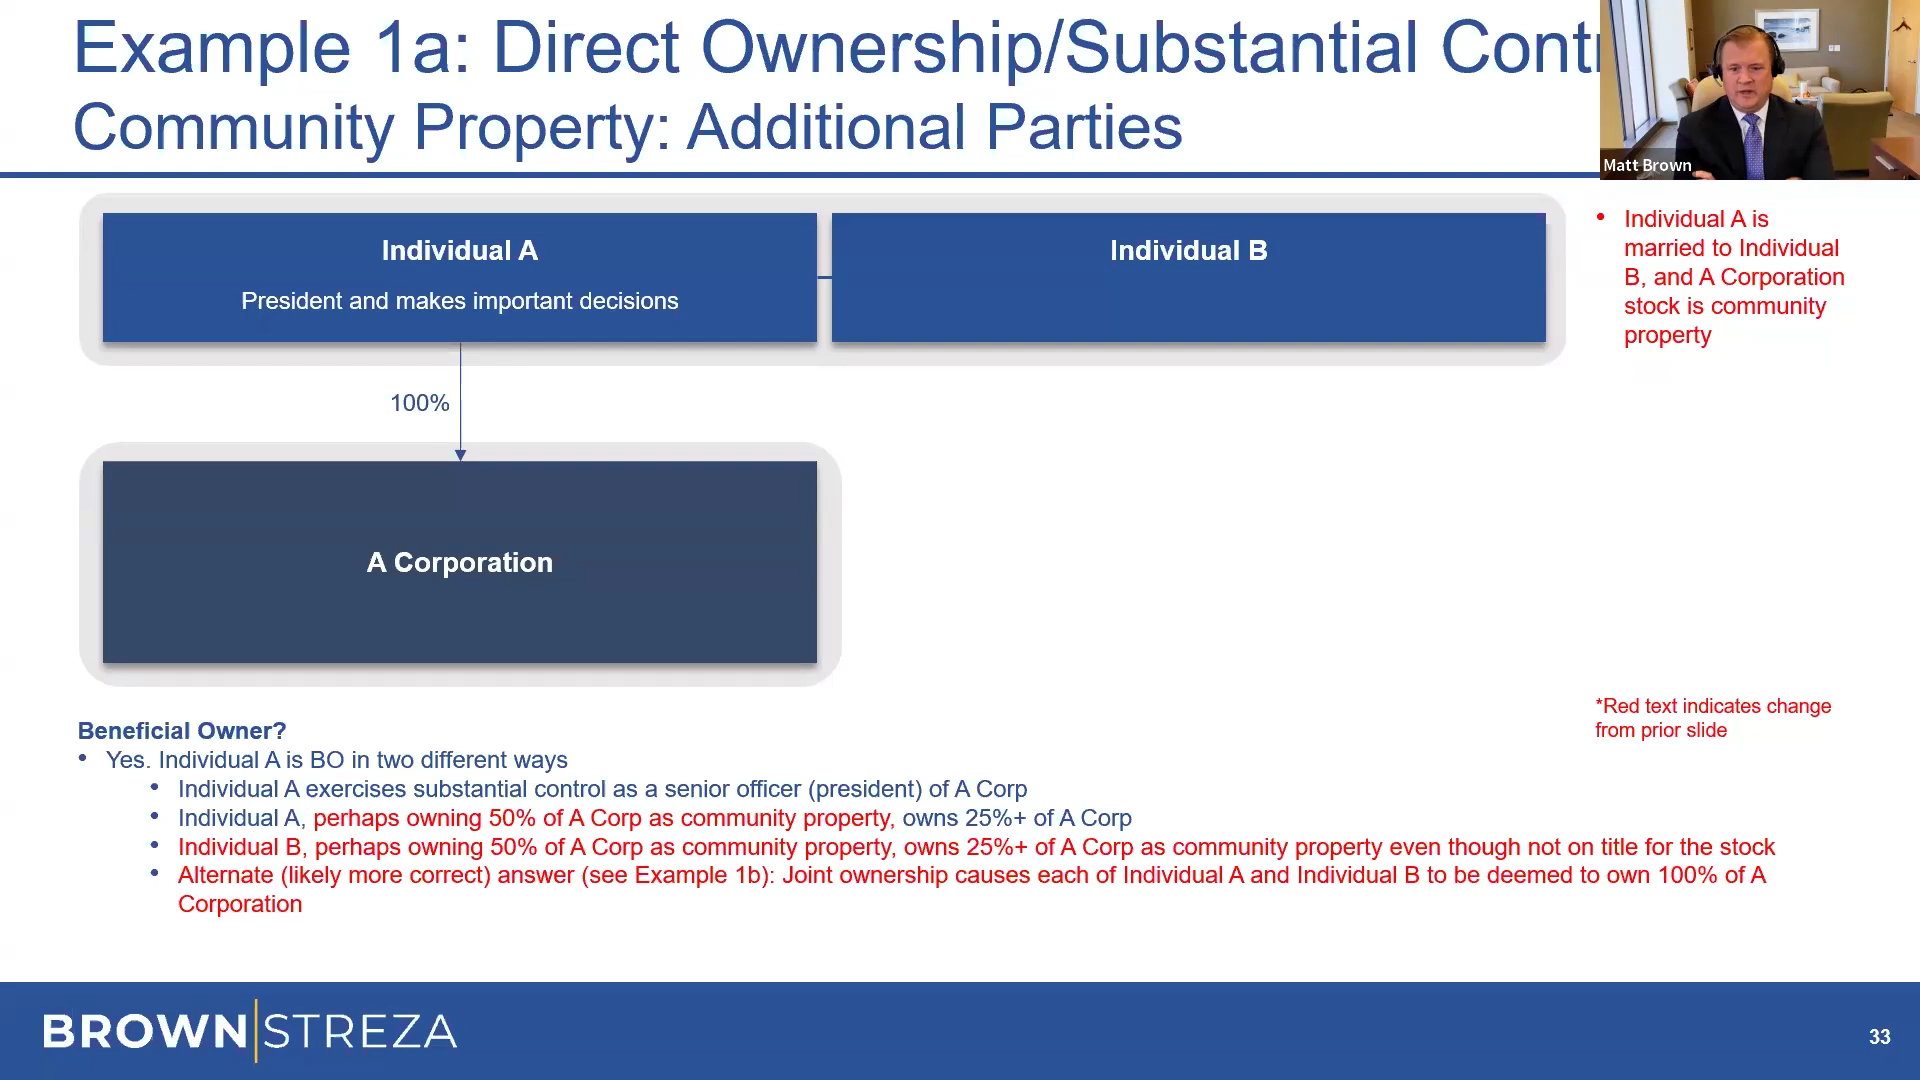 Example 1a: Direct Ownership/Substantial Cont
Community Property: Additional Parties
Matt Brown
Individual A
President and makes important decisions
Individual B
• Individual A is
married to Individual
B, and A Corporation
stock is community
property
100%
A Corporation
*Red text indicates change
from prior slide
Beneficial Owner?
• Yes. Individual A is BO in two different ways
• Individual A exercises substantial control as a senior officer (president) of A Corp
• Individual A, perhaps owning 50% of A Corp as community property, owns 25%+ of A Corp
• Individual B, perhaps owning 50% of A Corp as community property, owns 25%+ of A Corp as community property even though not on title for the stock
• Alternate (likely more correct) answer (see Example 1b): Joint ownership causes each of Individual A and Individual B to be deemed to own 100% of A
Corporation
BROWN|STREZA
33